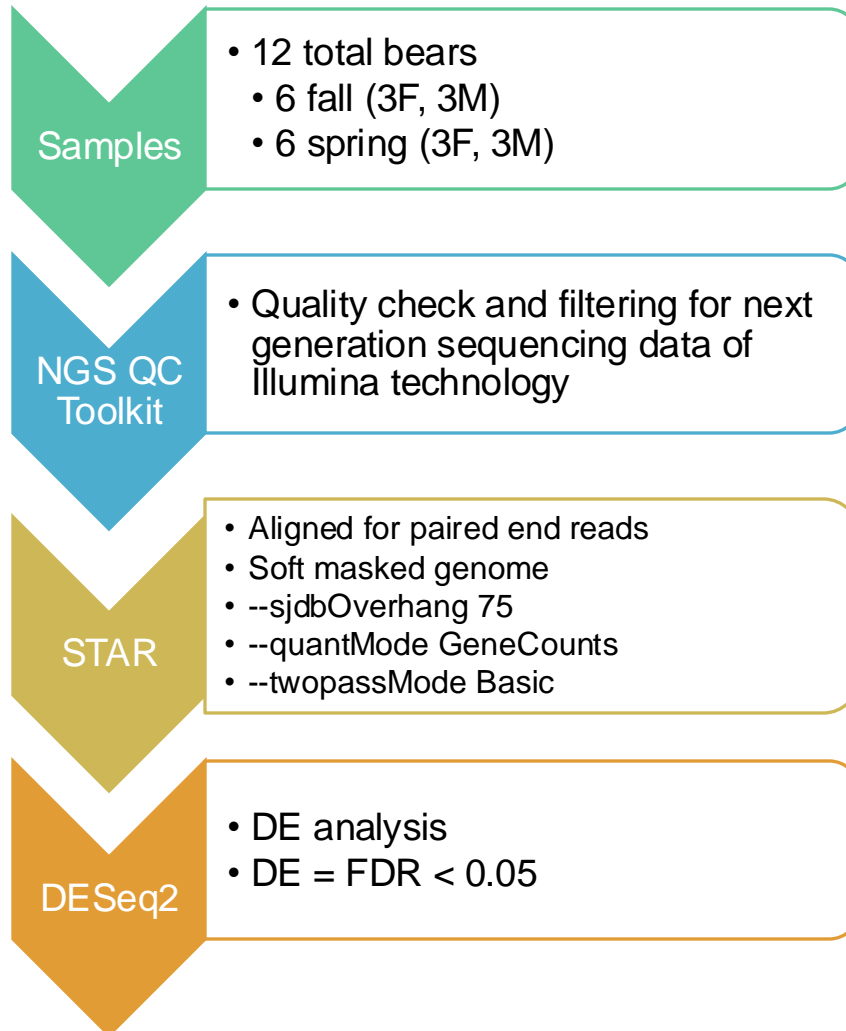 Samples
• 12 total bears
• 6 fall (3F, 3M)
• 6 spring (3F, 3M)
NGS QC
Toolkit
• Quality check and filtering for next
generation sequencing data of
Illumina technology
STAR
• Aligned for paired end reads
• Soft masked genome
• --sjdbOverhang 75
• --quantMode GeneCounts
• --twopassMode Basic
DESeq2
• DE analysis
• DE = FDR < 0.05